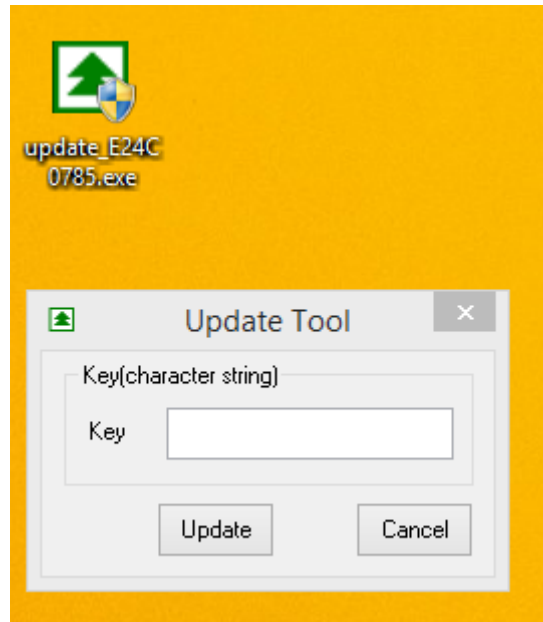 update_E24C
0785.exe
Update Tool
Key(character string)
Key
Update Cancel